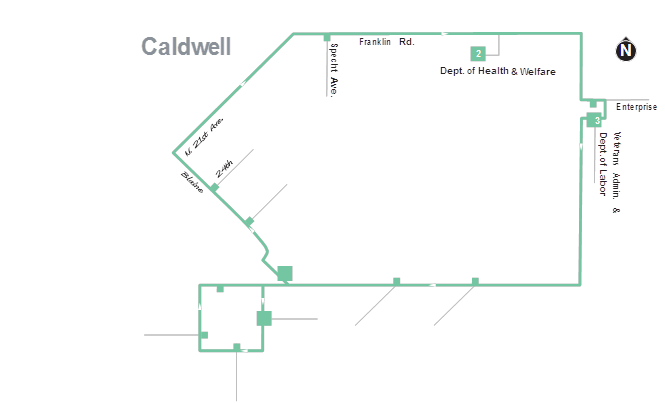 Caldwell
Franklin Rd.
Specht Ave.
2
N
Dept. of Health & Welfare
Enterprise
3
Veteran Admin. &
Dept. of Labor
N. 21st Ave.
24th
Blaine